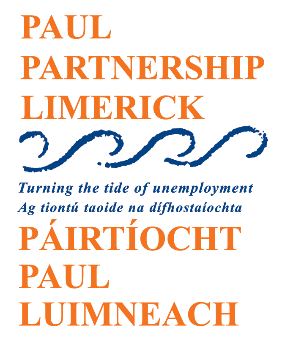 PAUL
PARTNERSHIP
LIMERICK
Turning the tide of unemployment
Ag tiontú taoide na dífhostaíochta
PÁIRTÍOCHT
PAUL
LUIMNEACH